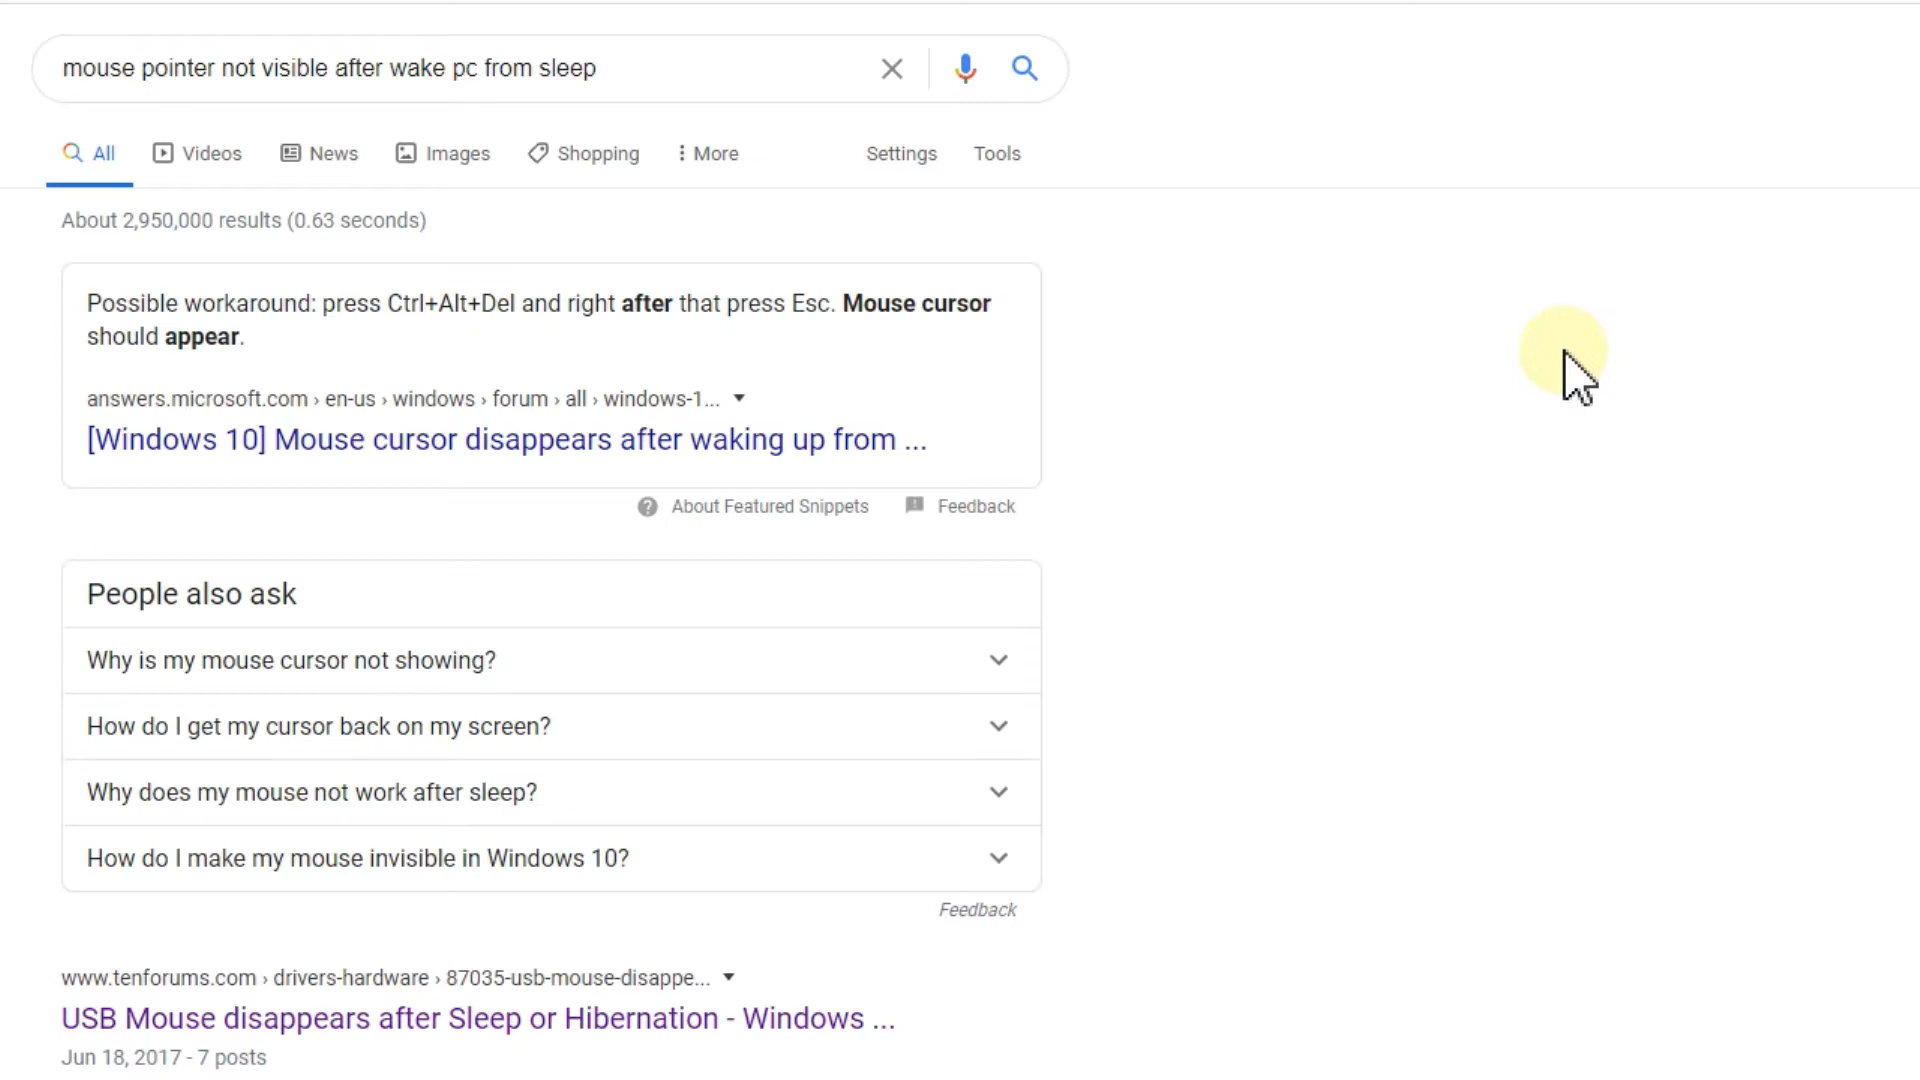 mouse pointer not visible after wake pc from sleep
All Videos News Images Shopping More Settings Tools
About 2,950,000 results (0.63 seconds)
Possible workaround: press Ctrl+Alt+Del and right after that press Esc. Mouse cursor
should appear.
answers.microsoft.com › en-us › windows › forum › all › windows-1...
[Windows 10] Mouse cursor disappears after waking up from ...
About Featured Snippets Feedback
People also ask
Why is my mouse cursor not showing?
How do I get my cursor back on my screen?
Why does my mouse not work after sleep?
How do I make my mouse invisible in Windows 10?
Feedback
www.tenforums.com › drivers-hardware › 87035-usb-mouse-disappe...
USB Mouse disappears after Sleep or Hibernation - Windows ...
Jun 18, 2017 - 7 posts